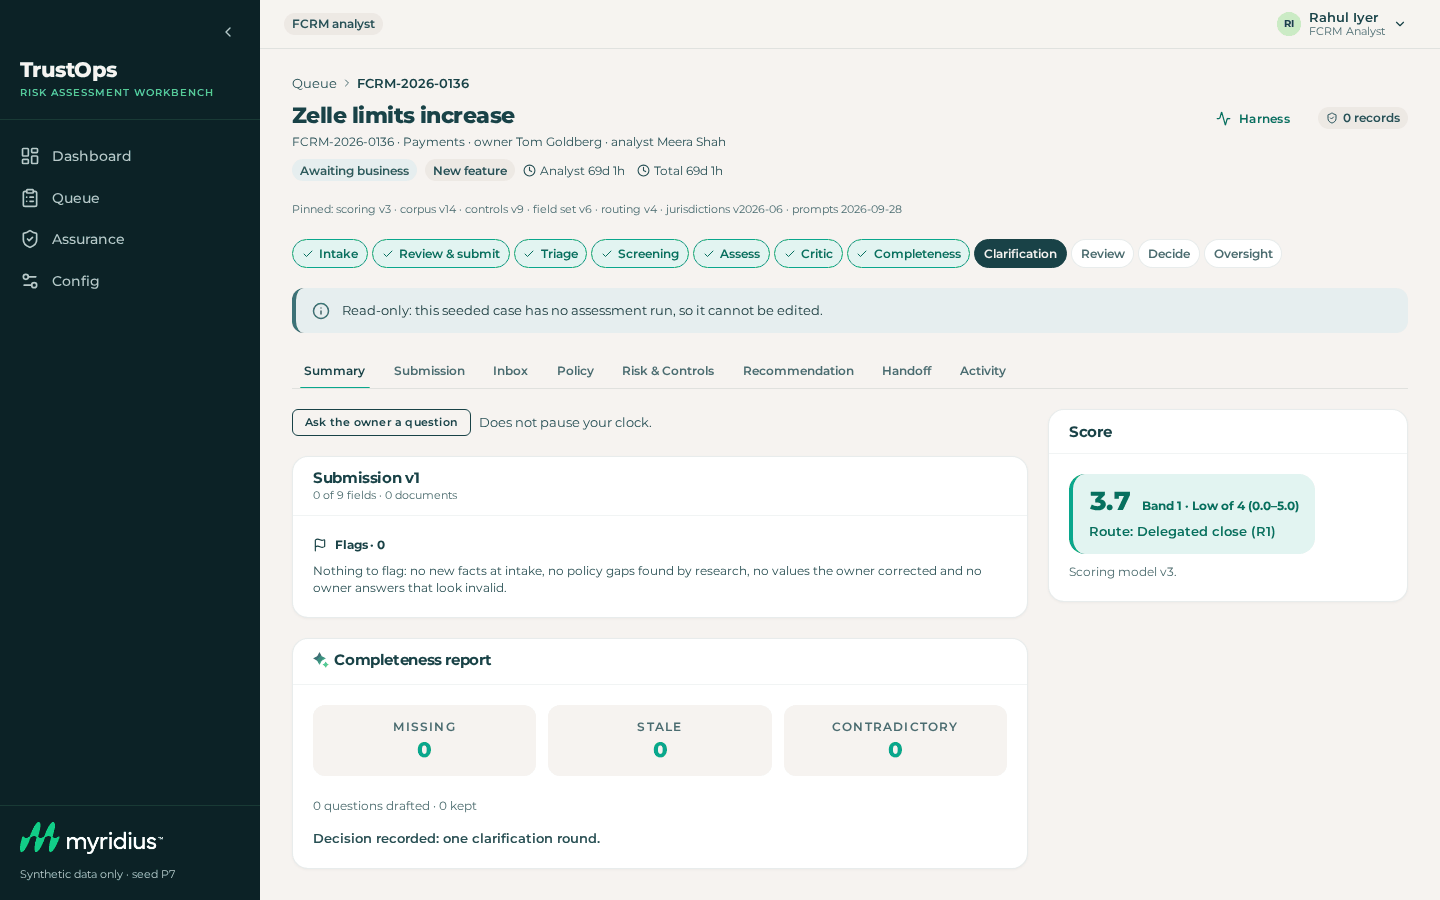 TrustOps
RISK ASSESSMENT WORKBENCH
Dashboard
Queue
Assurance
Config
myridius™
Synthetic data only · seed P7
FCRM analyst
RI
Rahul Iyer
FCRM Analyst
Queue > FCRM-2026-0136
Zelle limits increase
FCRM-2026-0136 · Payments · owner Tom Goldberg · analyst Meera Shah
Harness
0 records
Awaiting business New feature Analyst 69d 1h Total 69d 1h
Pinned: scoring v3 · corpus v14 · controls v9 · field set v6 · routing v4 · jurisdictions v2026-06 · prompts 2026-09-28
Intake Review & submit Triage Screening Assess Critic Completeness Clarification Review Decide Oversight
Read-only: this seeded case has no assessment run, so it cannot be edited.
Summary Submission Inbox Policy Risk & Controls Recommendation Handoff Activity
Ask the owner a question Does not pause your clock.
Submission v1
0 of 9 fields · 0 documents
Flags · 0
Nothing to flag: no new facts at intake, no policy gaps found by research, no values the owner corrected and no
owner answers that look invalid.
Completeness report
MISSING
0
STALE
0
CONTRADICTORY
0
0 questions drafted · 0 kept
Decision recorded: one clarification round.
Score
3.7 Band 1 · Low of 4 (0.0–5.0)
Route: Delegated close (R1)
Scoring model v3.